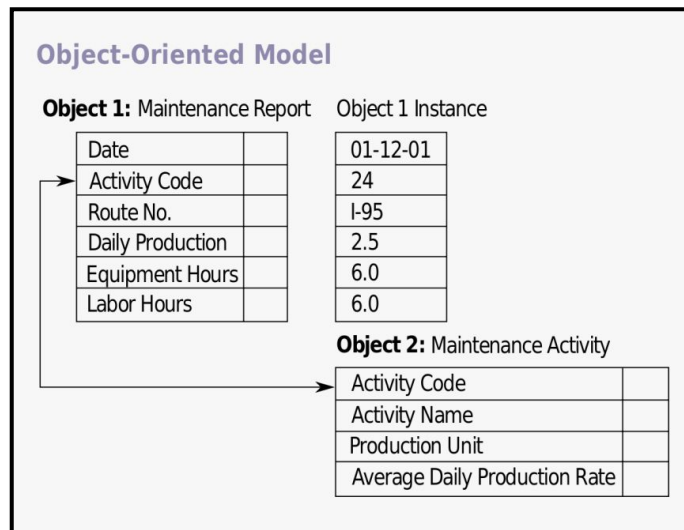 Object-Oriented Model
Object 1: Maintenance Report
Object 1 Instance
Date
01-12-01
Activity Code
24
Route No.
I-95
Daily Production
2.5
Equipment Hours
6.0
Labor Hours
6.0
Object 2: Maintenance Activity
Activity Code
Activity Name
Production Unit
Average Daily Production Rate